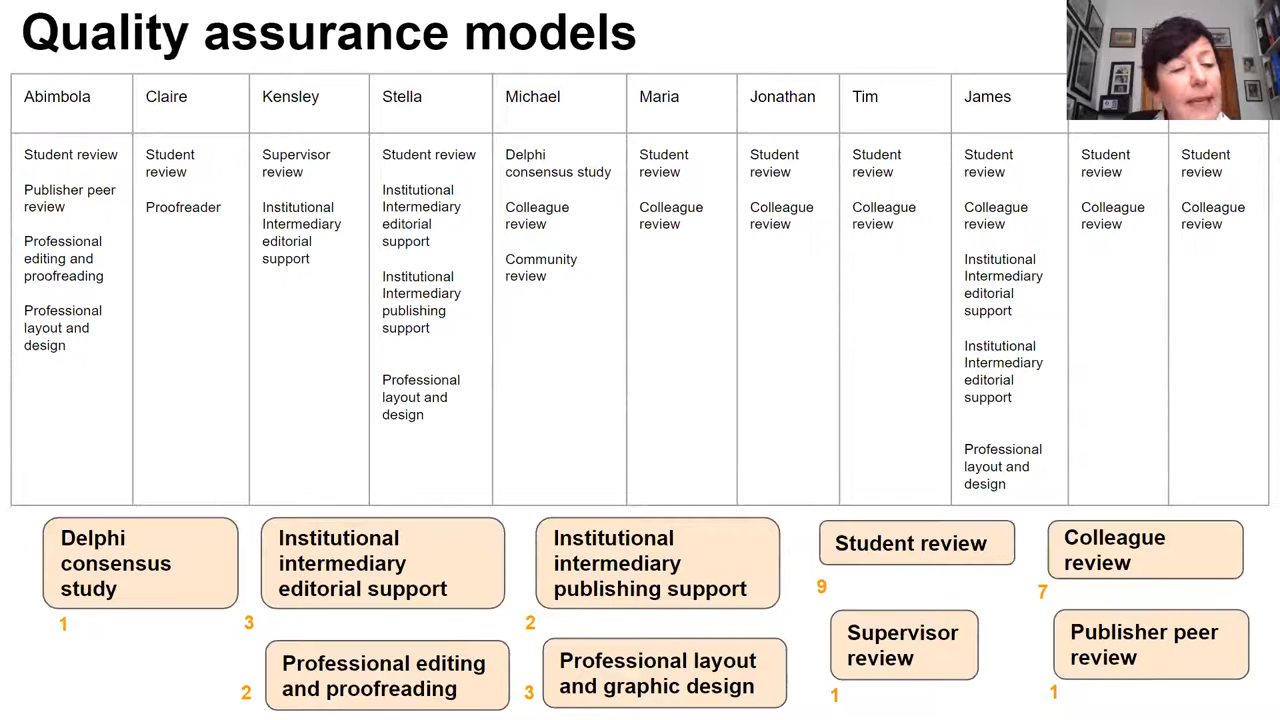 Quality assurance models
Abimbola
Claire
Kensley
Stella
Michael
Maria
Jonathan
Tim
James
Student review
Publisher peer
review
Professional
editing and
proofreading
Professional
layout and
design
Student
review
Proofreader
Supervisor
review
Institutional
Intermediary
editorial
support
Student review
Institutional
Intermediary
editorial
support
Institutional
Intermediary
publishing
support
Professional
layout and
design
Delphi
consensus study
Colleague
review
Community
review
Student
review
Colleague
review
Student
review
Colleague
review
Student
review
Colleague
review
Student
review
Colleague
review
Institutional
Intermediary
editorial
support
Institutional
Intermediary
editorial
support
Professional
layout and
design
Student
review
Colleague
review
Student
review
Colleague
review
Delphi
consensus
study
1
Institutional
intermediary
editorial support
3
Institutional
intermediary
publishing support
2
Student review
9
Colleague
review
7
Professional editing
and proofreading
2
Professional layout
and graphic design
3
Supervisor
review
1
Publisher peer
review
1